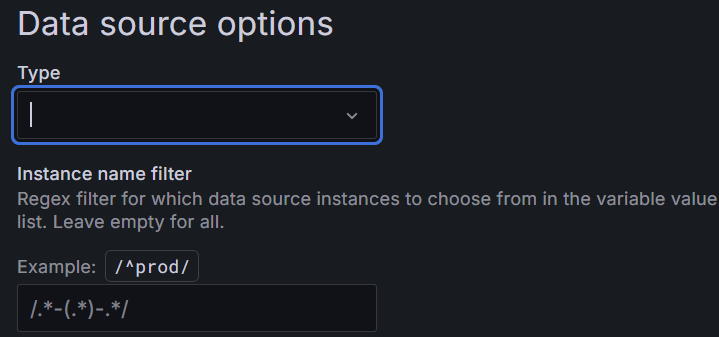 Data source options
Type
Instance name filter
Regex filter for which data source instances to choose from in the variable value
list. Leave empty for all.
Example: /^prod/
/.*-(.*)-.*/